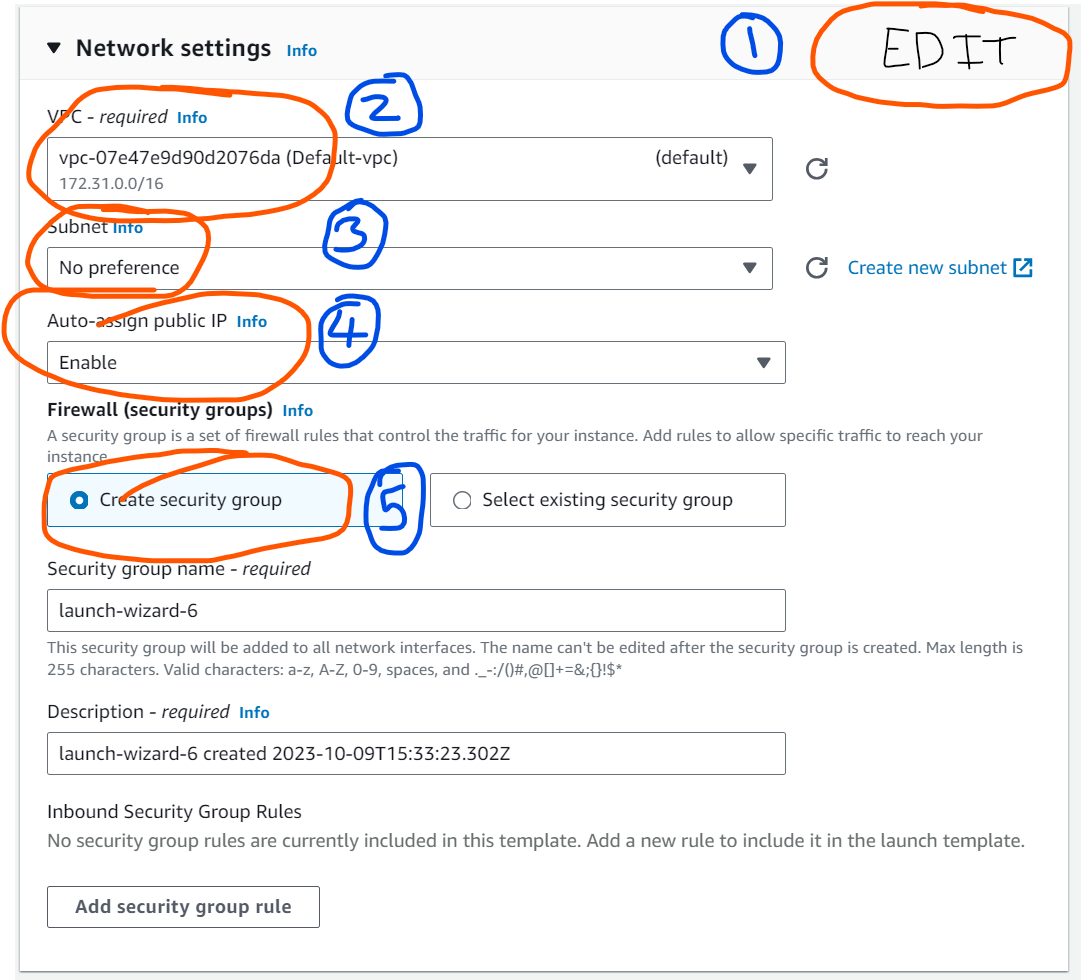 ▼ Network settings Info
1
EDIT
VPC - required Info
2
vpc-07e47e9d90d2076da (Default-vpc) (default)
172.31.0.0/16
Subnet Info
3
No preference
Create new subnet
Auto-assign public IP Info
4
Enable
Firewall (security groups) Info
A security group is a set of firewall rules that control the traffic for your instance. Add rules to allow specific traffic to reach your
instance.
Create security group
5
Select existing security group
Security group name - required
launch-wizard-6
This security group will be added to all network interfaces. The name can't be edited after the security group is created. Max length is
255 characters. Valid characters: a-z, A-Z, 0-9, spaces, and ._-:/()#,@[]+=&;{}!$*
Description - required Info
launch-wizard-6 created 2023-10-09T15:33:23.302Z
Inbound Security Group Rules
No security group rules are currently included in this template. Add a new rule to include it in the launch template.
Add security group rule